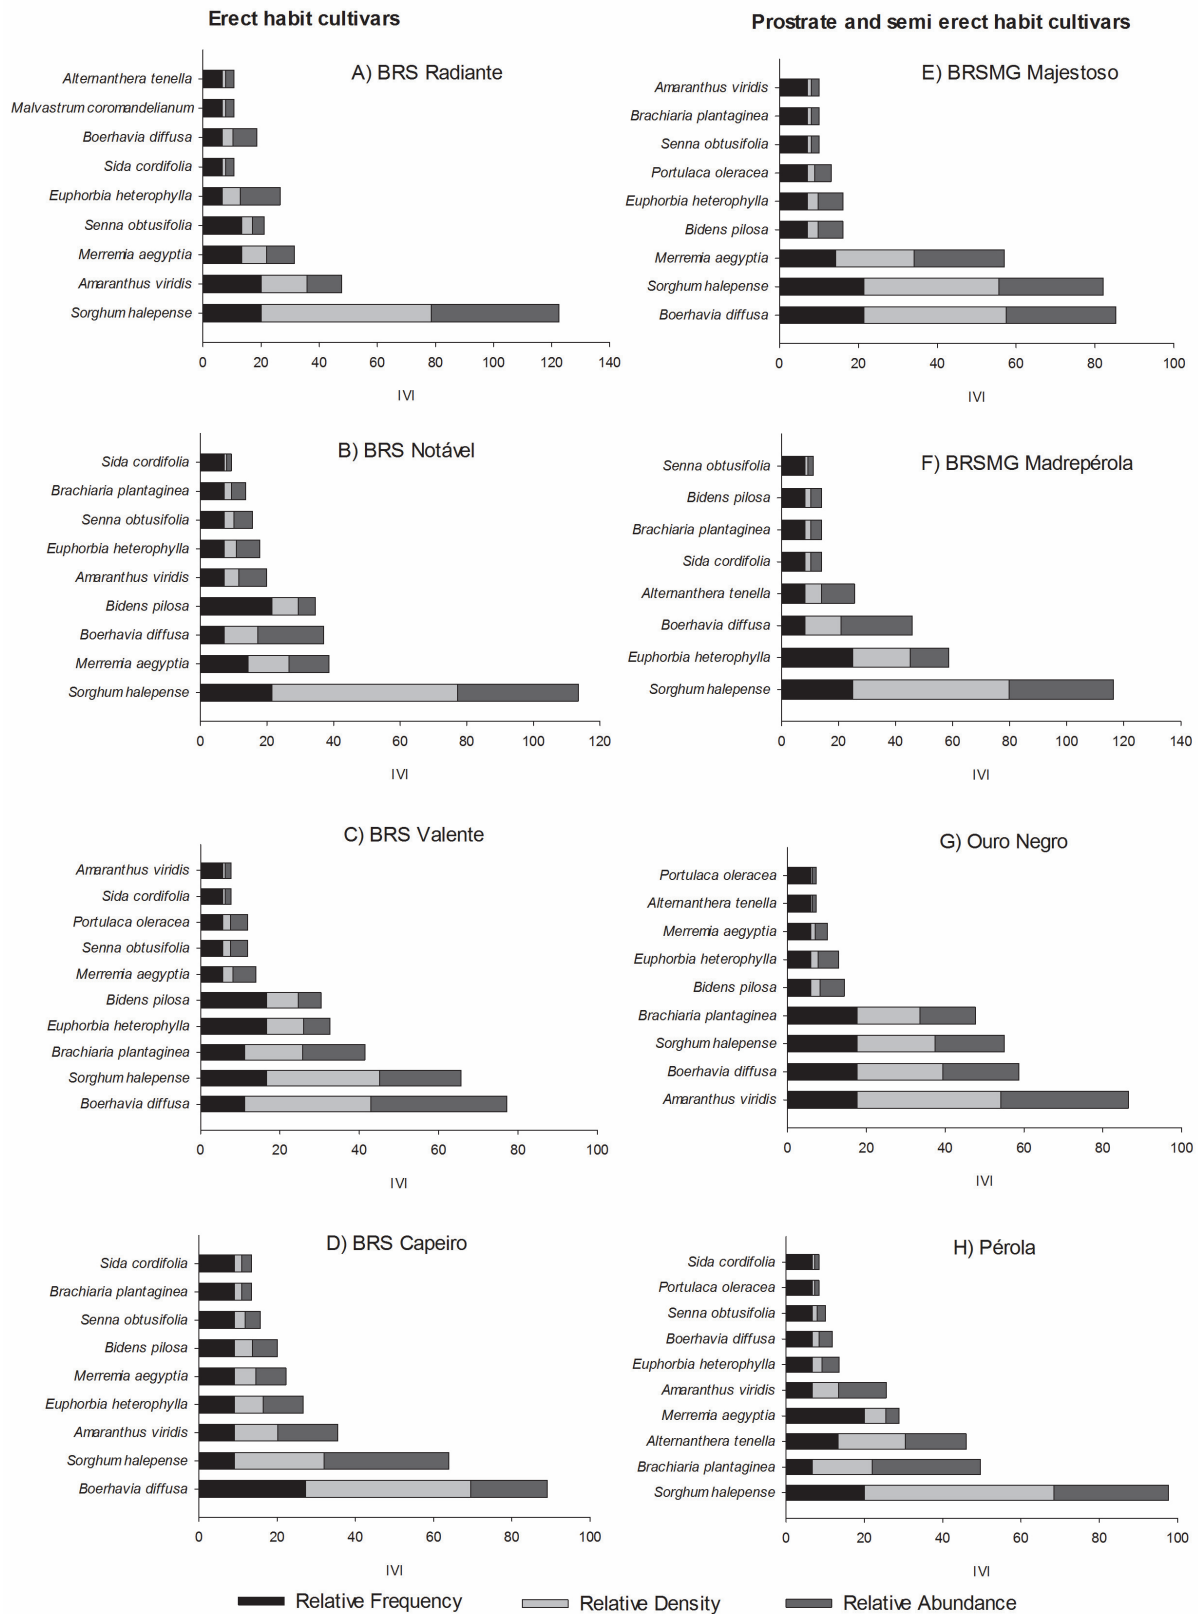 Erect habit cultivars
Prostrate and semi erect habit cultivars
A) BRS Radiante
Alternanthera tenella
Malvastrum coromandelianum
Boerhavia diffusa
Sida cordifolia
Euphorbia heterophylla
Senna obtusifolia
Merremia aegyptia
Amaranthus viridis
Sorghum halepense
0 20 40 60 80 100 120 140
IVI
E) BRSMG Majestoso
Amaranthus viridis
Brachiaria plantaginea
Senna obtusifolia
Portulaca oleracea
Euphorbia heterophylla
Bidens pilosa
Merremia aegyptia
Sorghum halepense
Boerhavia diffusa
0 20 40 60 80 100
IVI
B) BRS Notável
Sida cordifolia
Brachiaria plantaginea
Senna obtusifolia
Euphorbia heterophylla
Amaranthus viridis
Bidens pilosa
Boerhavia diffusa
Merremia aegyptia
Sorghum halepense
0 20 40 60 80 100 120
IVI
F) BRSMG Madrepérola
Senna obtusifolia
Bidens pilosa
Brachiaria plantaginea
Sida cordifolia
Alternanthera tenella
Boerhavia diffusa
Euphorbia heterophylla
Sorghum halepense
0 20 40 60 80 100 120 140
IVI
C) BRS Valente
Amaranthus viridis
Sida cordifolia
Portulaca oleracea
Senna obtusifolia
Merremia aegyptia
Bidens pilosa
Euphorbia heterophylla
Brachiaria plantaginea
Sorghum halepense
Boerhavia diffusa
0 20 40 60 80 100
IVI
G) Ouro Negro
Portulaca oleracea
Alternanthera tenella
Merremia aegyptia
Euphorbia heterophylla
Bidens pilosa
Brachiaria plantaginea
Sorghum halepense
Boerhavia diffusa
Amaranthus viridis
0 20 40 60 80 100
IVI
D) BRS Capeiro
Sida cordifolia
Brachiaria plantaginea
Senna obtusifolia
Bidens pilosa
Merremia aegyptia
Euphorbia heterophylla
Amaranthus viridis
Sorghum halepense
Boerhavia diffusa
0 20 40 60 80 100
IVI
H) Pérola
Sida cordifolia
Portulaca oleracea
Senna obtusifolia
Boerhavia diffusa
Euphorbia heterophylla
Amaranthus viridis
Merremia aegyptia
Alternanthera tenella
Brachiaria plantaginea
Sorghum halepense
0 20 40 60 80 100
IVI
Relative Frequency Relative Density Relative Abundance